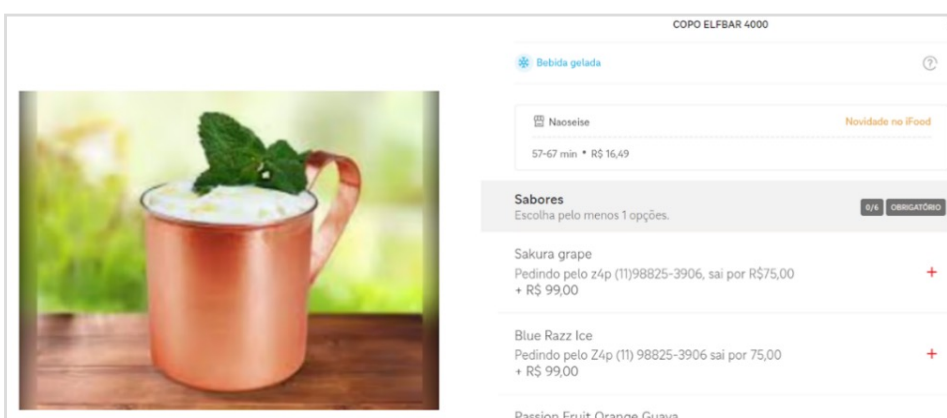 COPO ELFBAR 4000
Bebida gelada
Naoseise
Novidade no iFood
57-67 min • R$ 16,49
Sabores
Escolha pelo menos 1 opções.
0/6 OBRIGATÓRIO
Sakura grape
Pedindo pelo z4p (11)98825-3906, sai por R$75,00
+ R$ 99,00
Blue Razz Ice
Pedindo pelo Z4p (11) 98825-3906 sai por 75,00
+ R$ 99,00
Passion Fruit Orange Guava